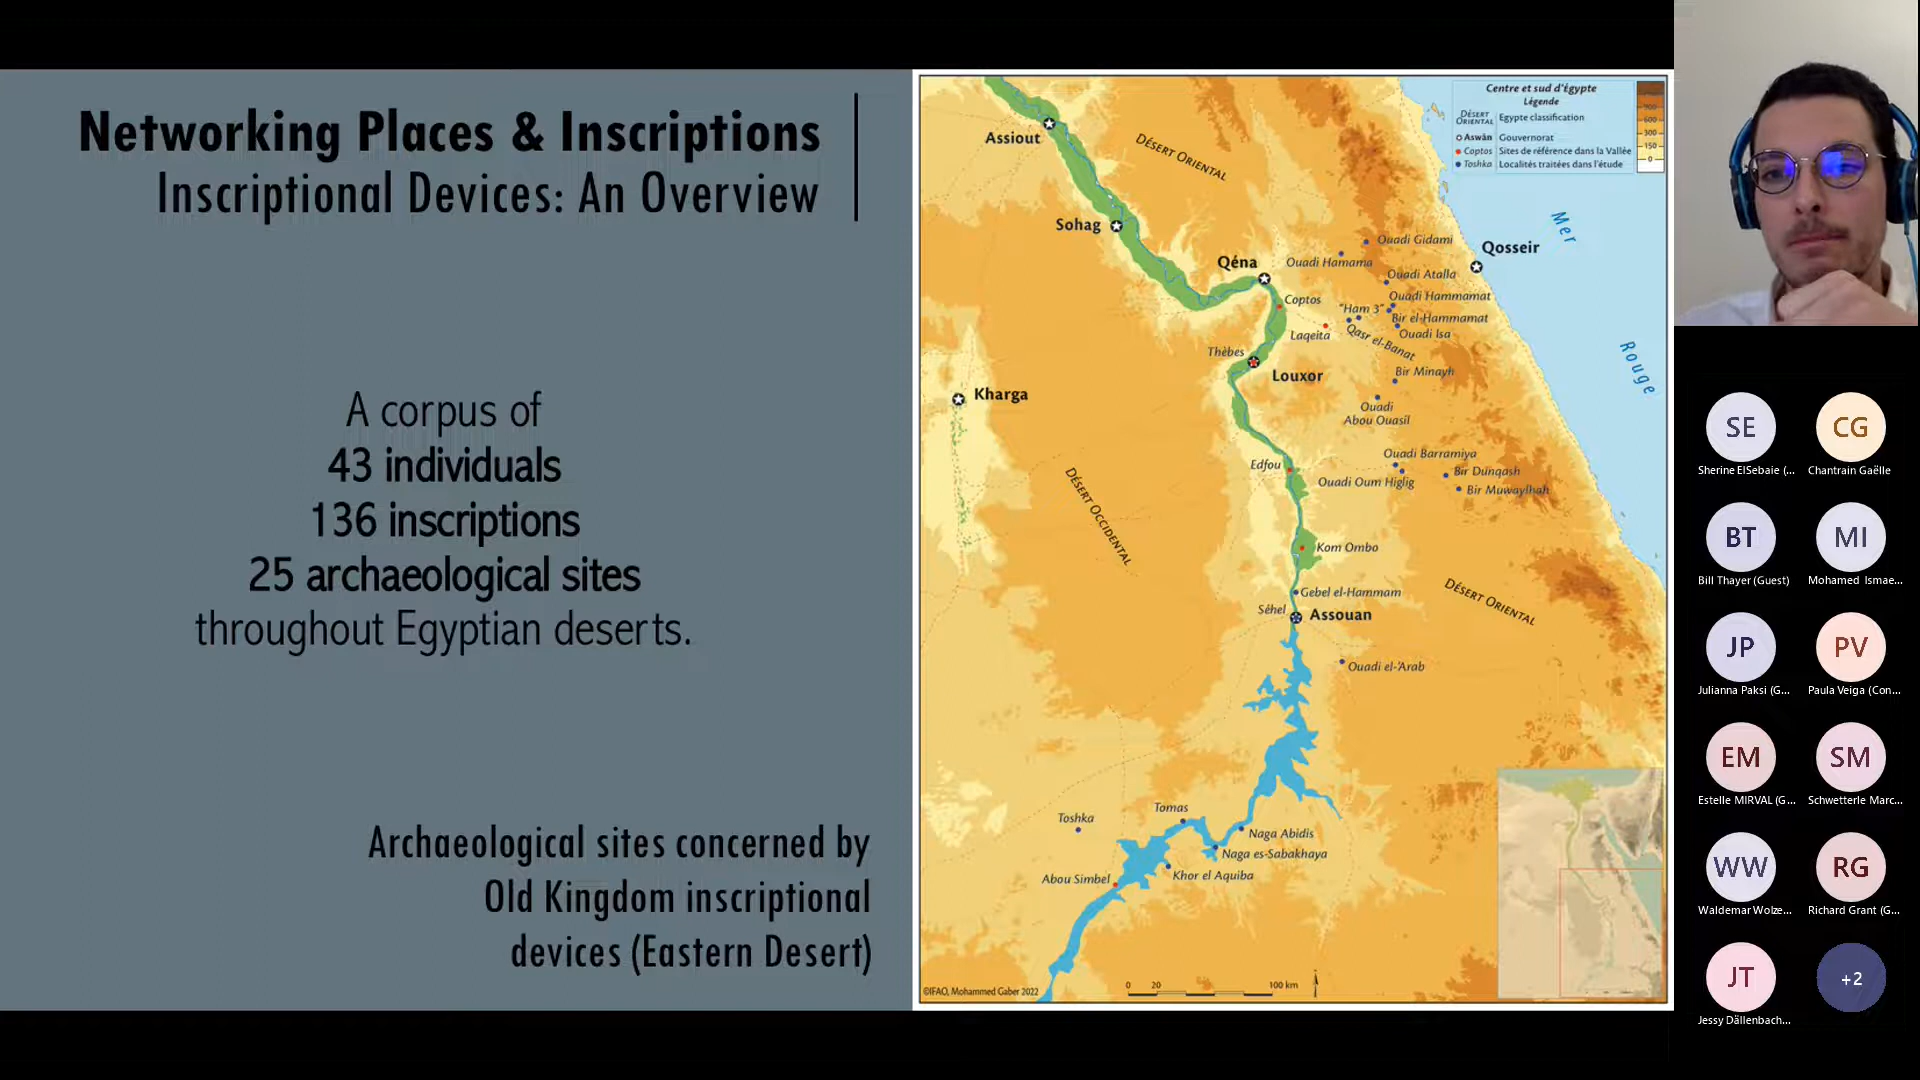 Networking Places & Inscriptions
Inscriptional Devices: An Overview
A corpus of
43 individuals
136 inscriptions
25 archaeological sites
throughout Egyptian deserts.
Archaeological sites concerned by
Old Kingdom inscriptional
devices (Eastern Desert)
Centre et sud d'Égypte
Légende
DÉSERT ORIENTAL Egypte classification
Aswân Gouvernorat
Coptos Sites de référence dans la Vallée
Toshka Localités traitées dans l'étude
600
300
150
0
Assiout
DÉSERT ORIENTAL
Sohag
Mer
Rouge
Ouadi Gidami
Qosseir
Qéna
Ouadi Hamama
Ouadi Atalla
Coptos
Ouadi Hammamat
"Ham 3"
Bir el-Hammamat
Laqeita
Qasr el-Banat
Ouadi Isa
Thèbes
Louxor
Bir Minayh
Kharga
Ouadi
Abou Ouasil
Ouadi Barramiya
Edfou
Bir Dunqash
Ouadi Oum Higlig
Bir Muwaylhah
DÉSERT OCCIDENTAL
Kom Ombo
Gebel el-Hammam
DÉSERT ORIENTAL
Séhel
Assouan
Ouadi el-'Arab
Tomas
Toshka
Naga Abidis
Naga es-Sabakhaya
Khor el Aquiba
Abou Simbel
©IFAO, Mohammed Gaber 2022
0 20 100 km
SE
Sherine ElSebaie (...
CG
Chantrain Gaëlle
BT
Bill Thayer (Guest)
MI
Mohamed Ismae...
JP
Julianna Paksi (G...
PV
Paula Veiga (Con...
EM
Estelle MIRVAL (G...
SM
Schwetterle Marc...
WW
Waldemar Wolze...
RG
Richard Grant (G...
JT
Jessy Dällenbach...
+2